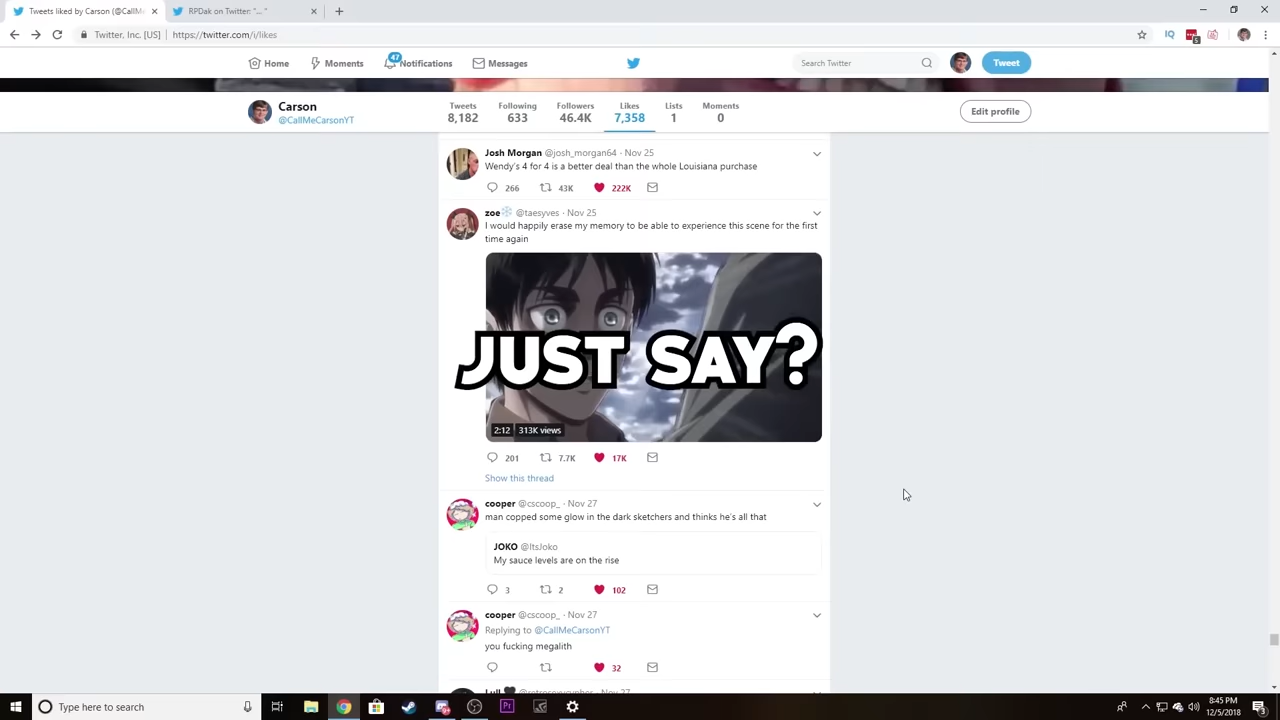 Tweets liked by Carson (@CallMe
RPDak on Twitter: "..."
Twitter, Inc. [US]
https://twitter.com/i/likes
Home
Moments
47
Notifications
Messages
Search Twitter
Tweet
Carson
@CallMeCarsonYT
Tweets
8,182
Following
633
Followers
46.4K
Likes
7,358
Lists
1
Moments
0
Edit profile
Josh Morgan @josh_morgan64 · Nov 25
Wendy's 4 for 4 is a better deal than the whole Louisiana purchase
266 43K 222K
zoe❄ @taesyves · Nov 25
I would happily erase my memory to be able to experience this scene for the first
time again
JUST SAY?
2:12 313K views
201 7.7K 17K
Show this thread
cooper @cscoop_ · Nov 27
man copped some glow in the dark sketchers and thinks he's all that
JOKO @ItsJoko
My sauce levels are on the rise
3 2 102
cooper @cscoop_ · Nov 27
Replying to @CallMeCarsonYT
you fucking megalith
32
Type here to search
Pr
8:45 PM
12/5/2018
3